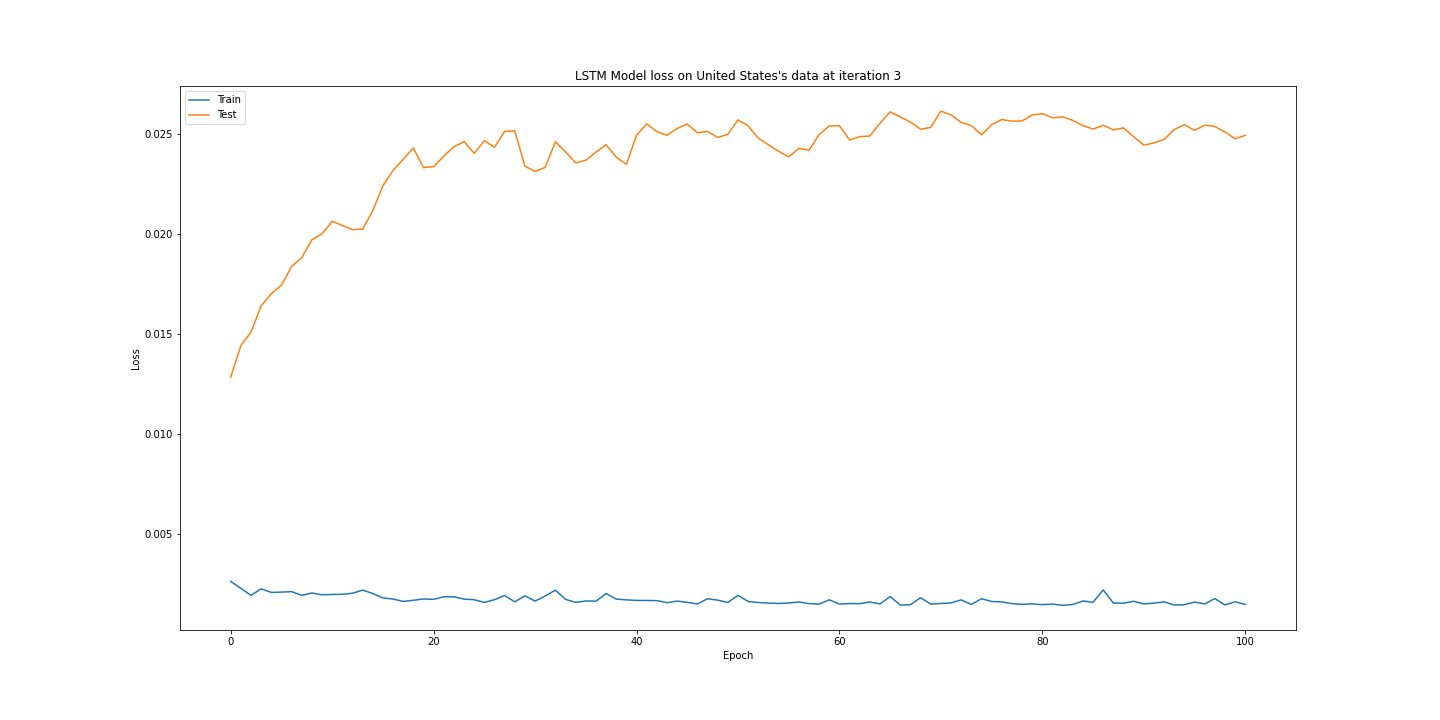 LSTM Model loss on United States's data at iteration 3
Train
Test
0.025
0.020
0.015
0.010
0.005
Loss
0 20 40 60 80 100
Epoch